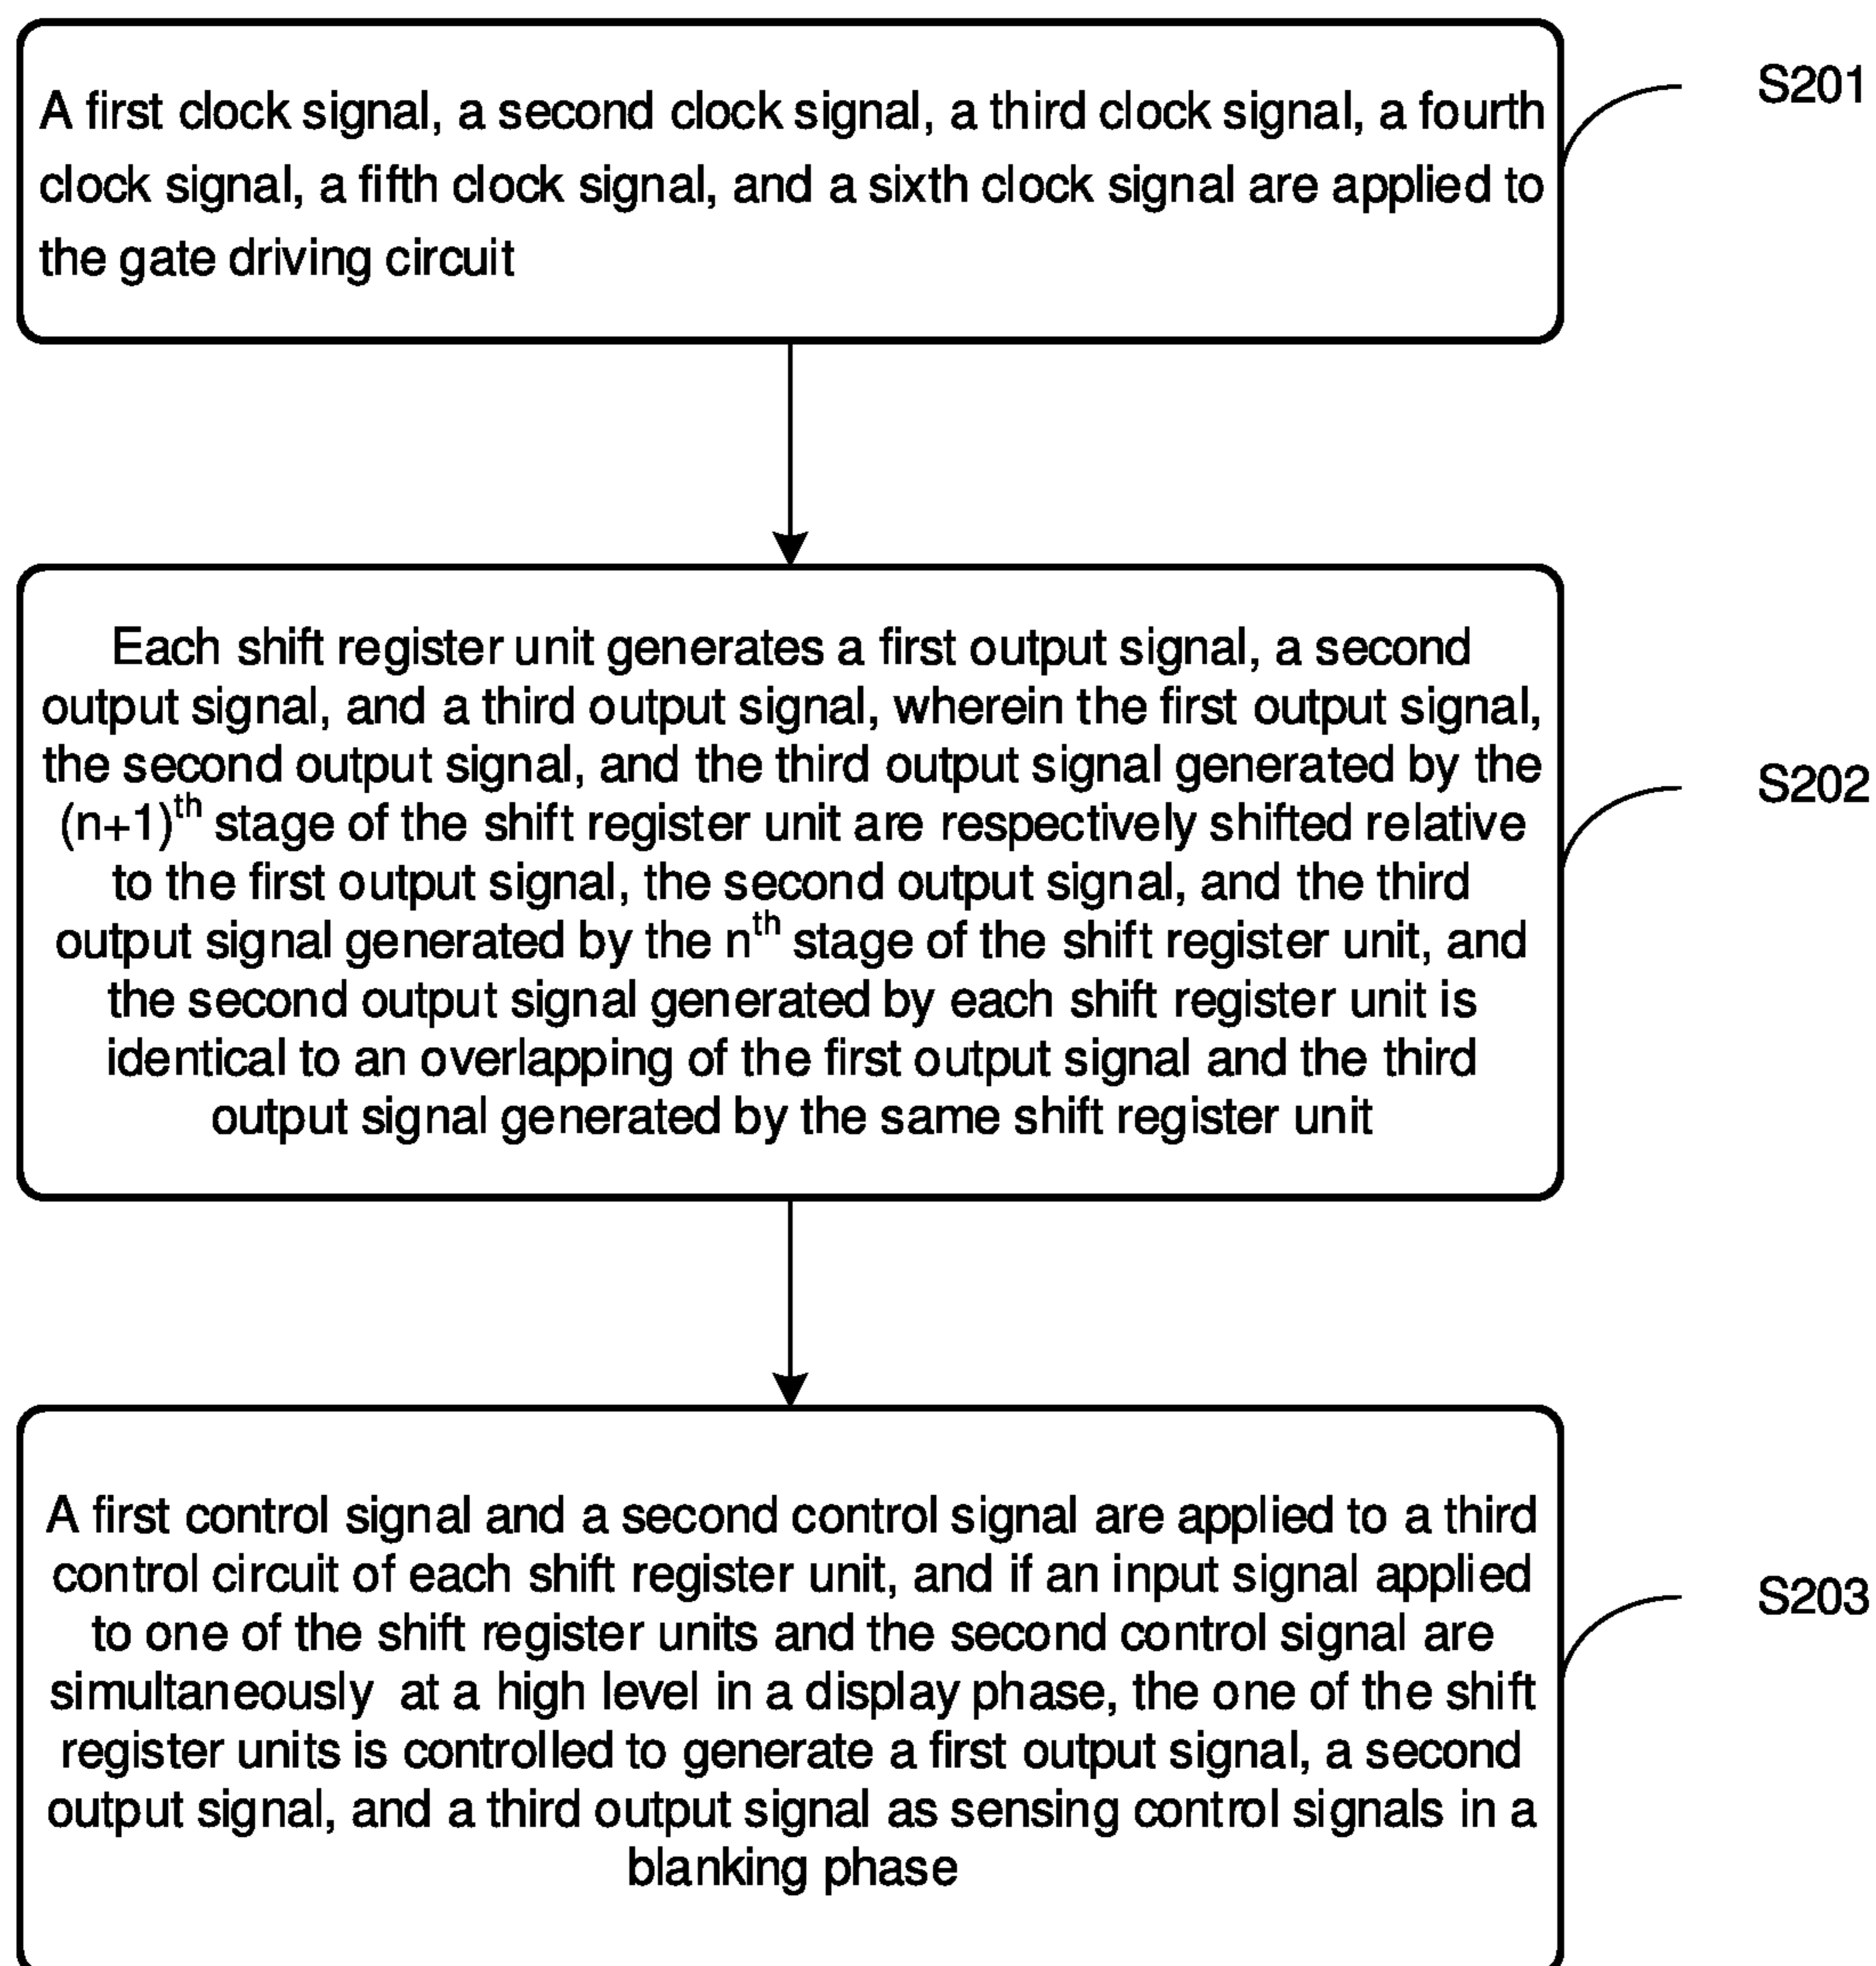 A first clock signal, a second clock signal, a third clock signal, a fourth
clock signal, a fifth clock signal, and a sixth clock signal are applied to
the gate driving circuit
S201
Each shift register unit generates a first output signal, a second
output signal, and a third output signal, wherein the first output signal,
the second output signal, and the third output signal generated by the
(n+1)th stage of the shift register unit are respectively shifted relative
to the first output signal, the second output signal, and the third
output signal generated by the nth stage of the shift register unit, and
the second output signal generated by each shift register unit is
identical to an overlapping of the first output signal and the third
output signal generated by the same shift register unit
S202
A first control signal and a second control signal are applied to a third
control circuit of each shift register unit, and if an input signal applied
to one of the shift register units and the second control signal are
simultaneously at a high level in a display phase, the one of the shift
register units is controlled to generate a first output signal, a second
output signal, and a third output signal as sensing control signals in a
blanking phase
S203